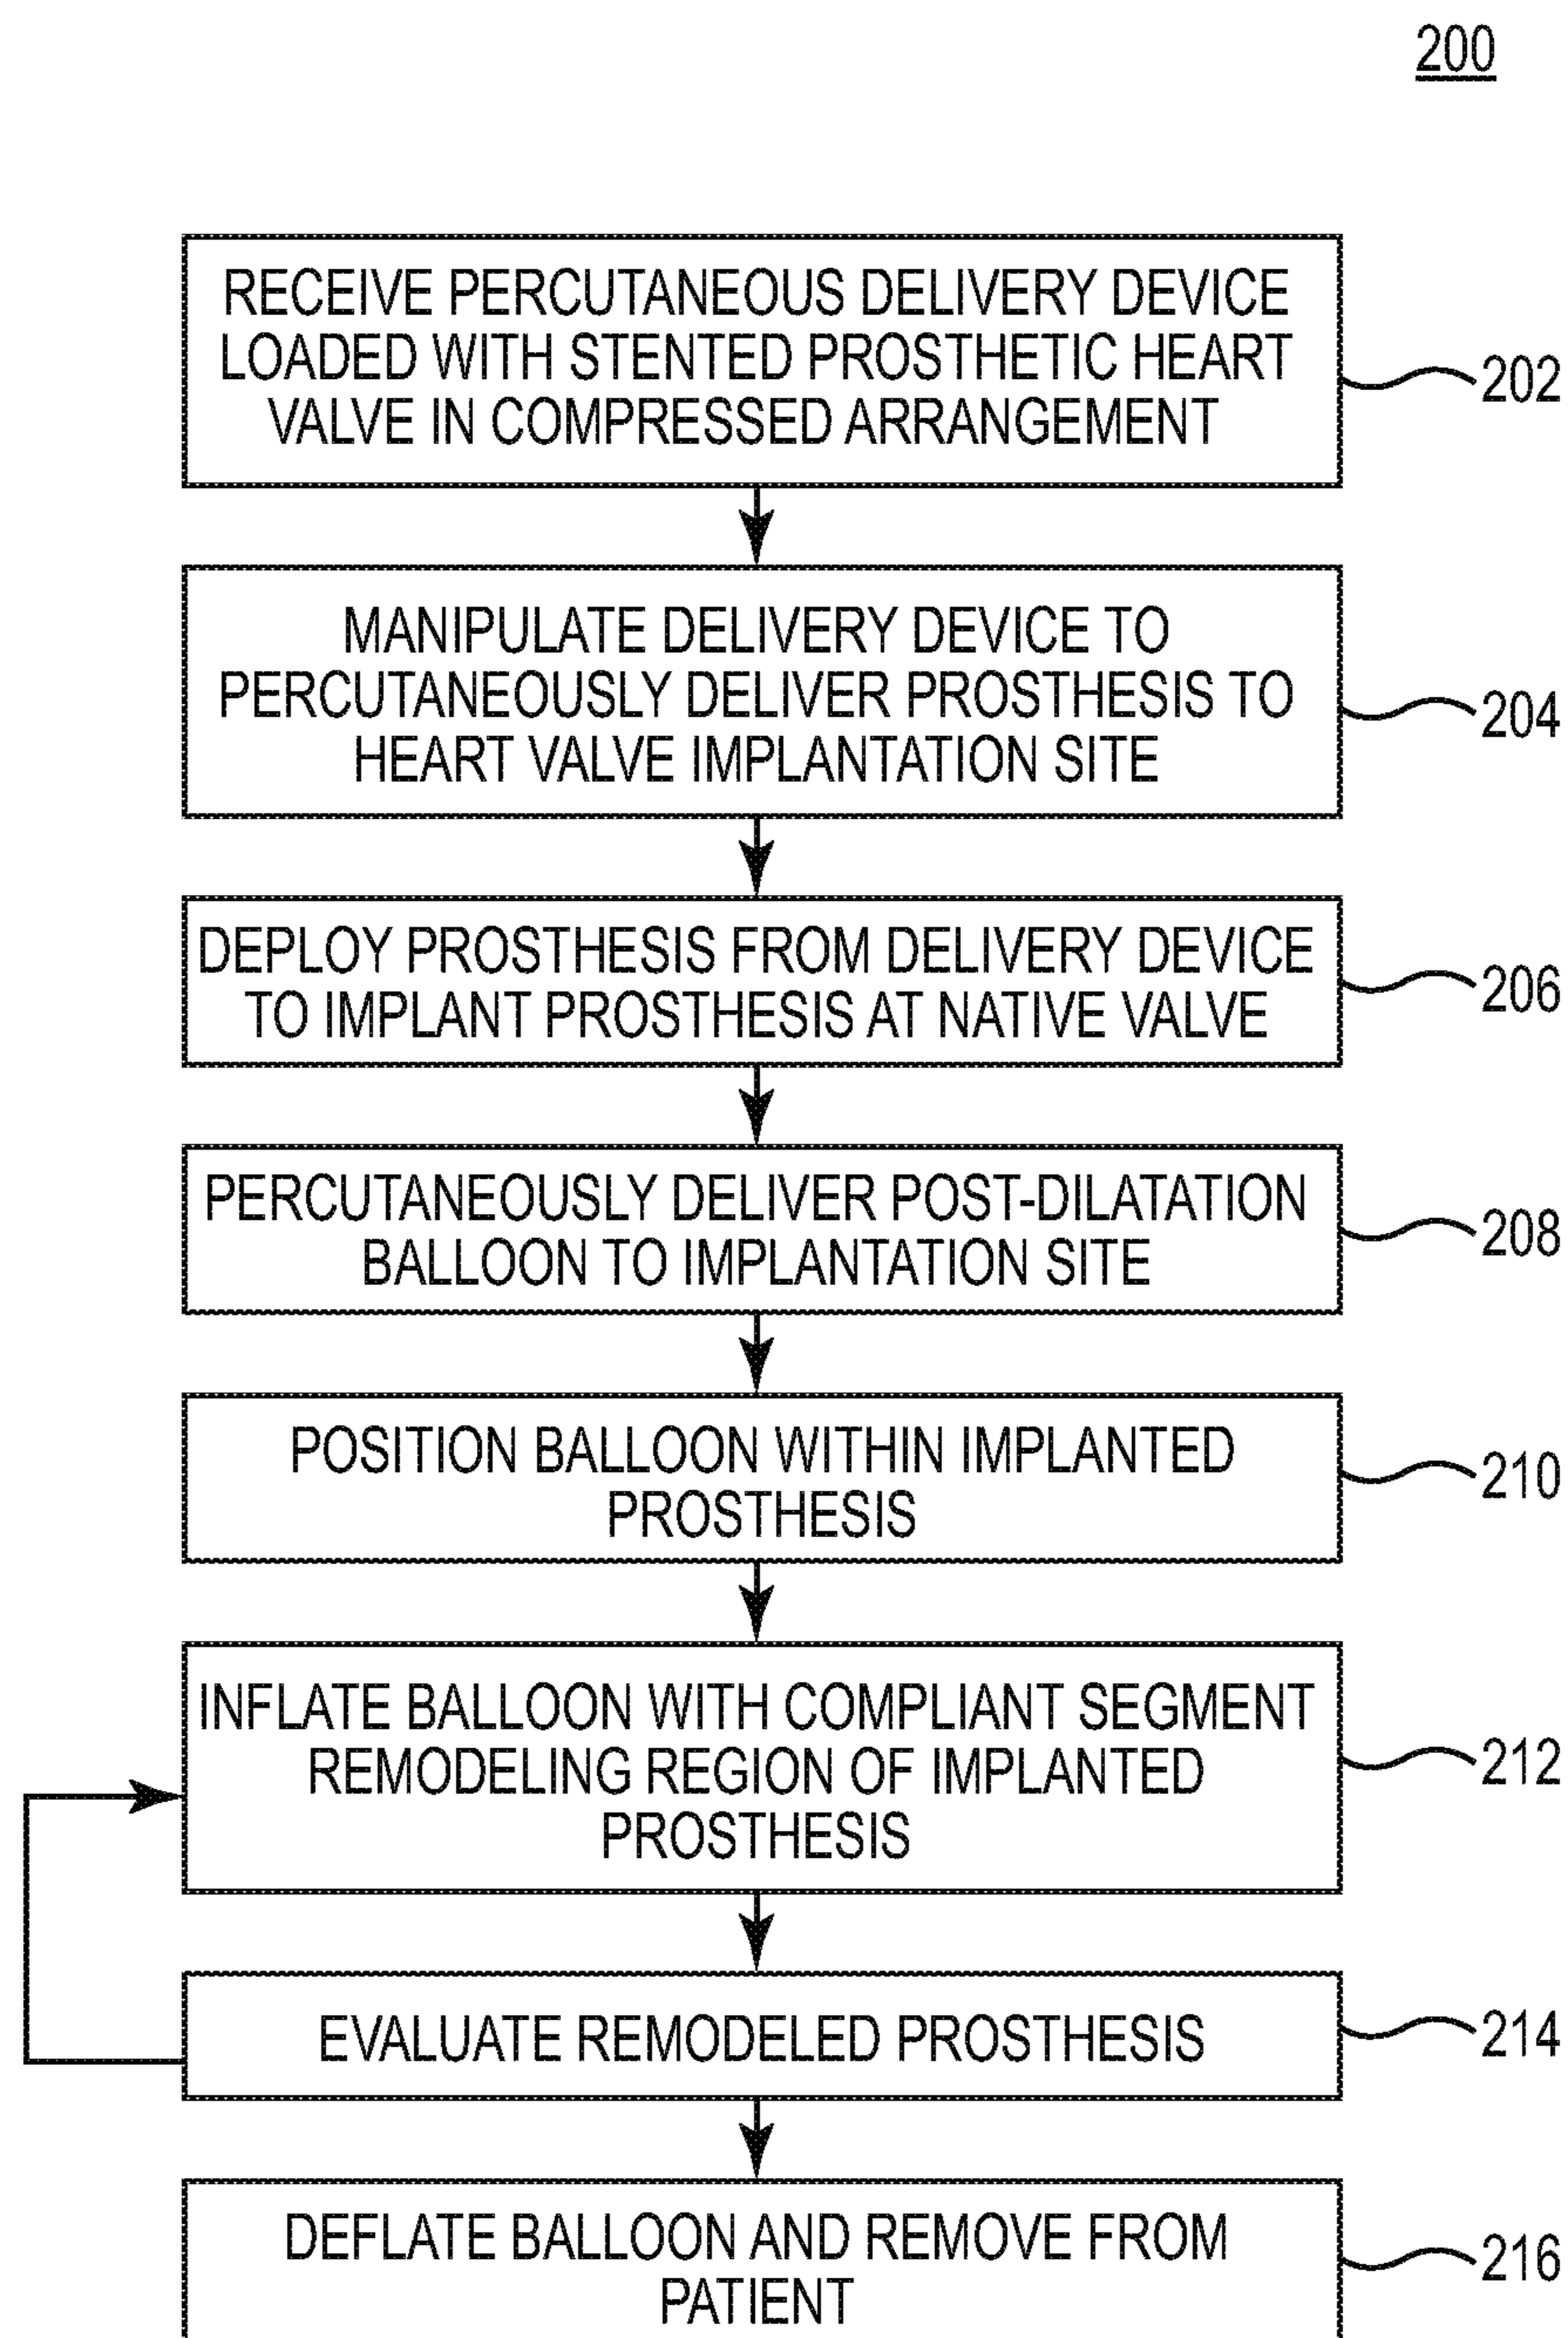 200
RECEIVE PERCUTANEOUS DELIVERY DEVICE
LOADED WITH STENTED PROSTHETIC HEART
VALVE IN COMPRESSED ARRANGEMENT
202
MANIPULATE DELIVERY DEVICE TO
PERCUTANEOUSLY DELIVER PROSTHESIS TO
HEART VALVE IMPLANTATION SITE
204
DEPLOY PROSTHESIS FROM DELIVERY DEVICE
TO IMPLANT PROSTHESIS AT NATIVE VALVE
206
PERCUTANEOUSLY DELIVER POST-DILATATION
BALLOON TO IMPLANTATION SITE
208
POSITION BALLOON WITHIN IMPLANTED
PROSTHESIS
210
INFLATE BALLOON WITH COMPLIANT SEGMENT
REMODELING REGION OF IMPLANTED
PROSTHESIS
212
EVALUATE REMODELED PROSTHESIS
214
DEFLATE BALLOON AND REMOVE FROM
PATIENT
216